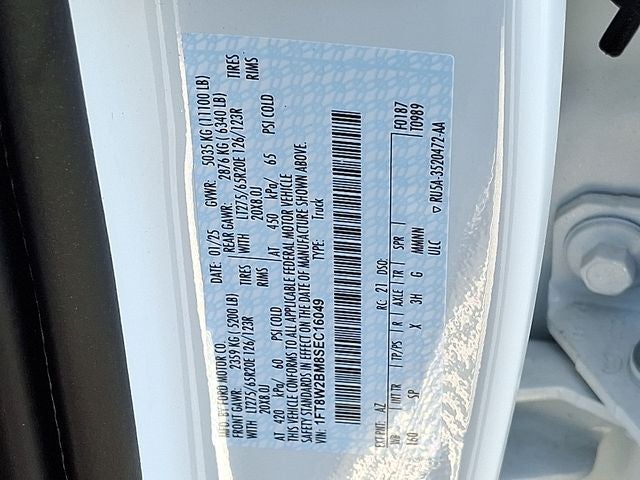 MFD. BY FORD MOTOR CO.
DATE: 01/25 GVWR: 5035 KG (11100 LB)
FRONT GAWR: 2359 KG (5200 LB) REAR GAWR: 2876 KG (6340 LB)
WITH LT275/65R20E 126/123R TIRES WITH LT275/65R20E 126/123R TIRES
20X8.0J RIMS 20X8.0J RIMS
AT 420 kPa/ 60 PSI COLD AT 450 kPa/ 65 PSI COLD
THIS VEHICLE CONFORMS TO ALL APPLICABLE FEDERAL MOTOR VEHICLE
SAFETY STANDARDS IN EFFECT ON THE DATE OF MANUFACTURE SHOWN ABOVE.
VIN: 1FT8W2BM8SEC16049 TYPE: Truck
EXT PNT: AZ RC: 21 DSO: F0187
WB INT TR TP/PS R AXLE TR SPR T0989
160 SP X 3H G MMMMN
ULC ▽ RU5A-3520472-AA